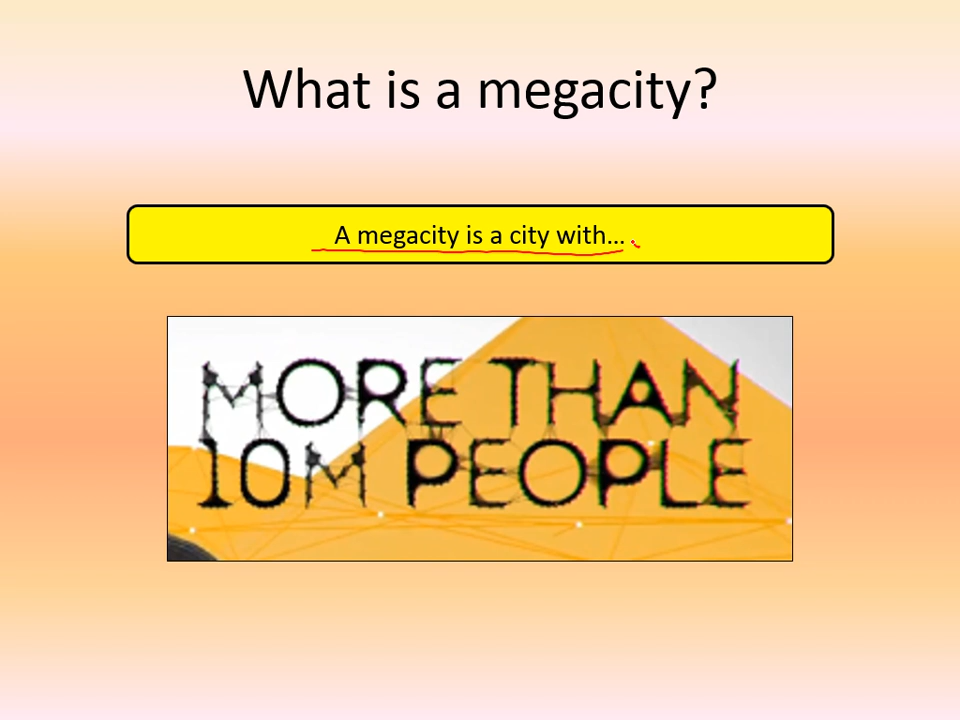 What is a megacity?
A megacity is a city with...
MORE THAN
10M PEOPLE